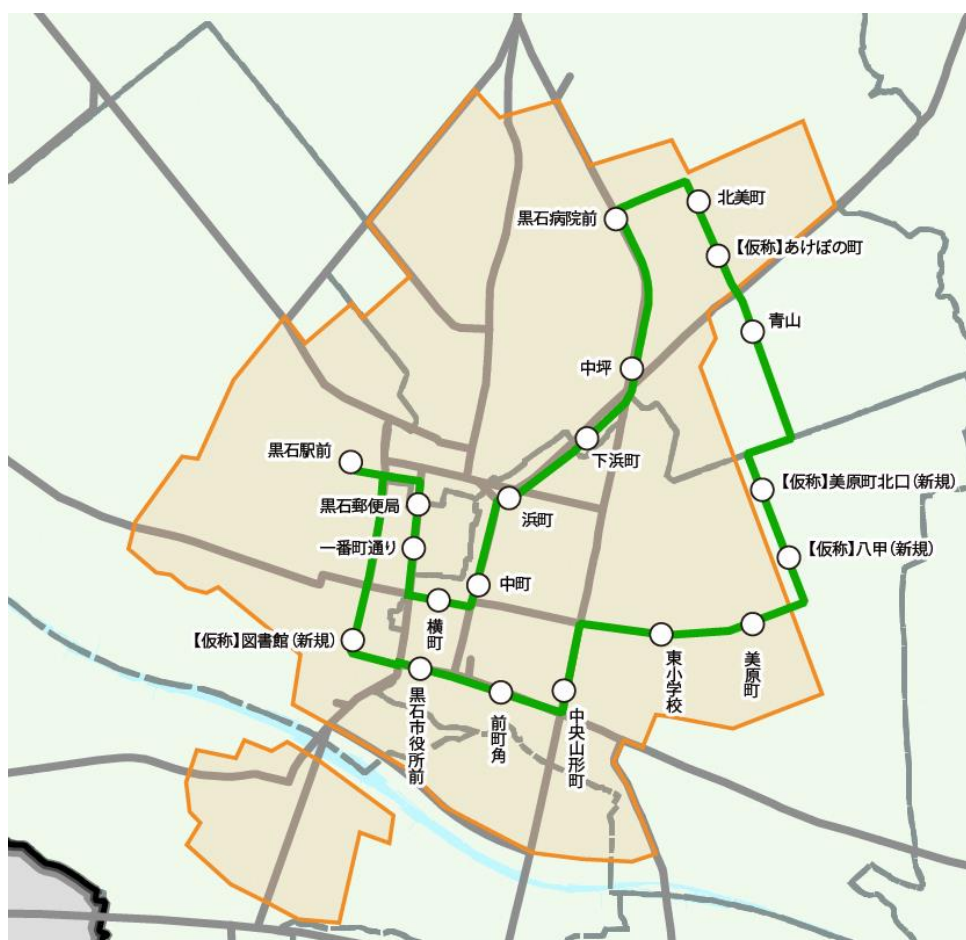 北美町
黒石病院前
【仮称】あけぼの町
青山
中坪
下浜町
黒石駅前
【仮称】美原町北口(新規)
黒石郵便局
浜町
一番町通り
【仮称】八甲(新規)
中町
横町
【仮称】図書館(新規)
東小学校
美原町
黒石市役所前
前町角
中央山形町